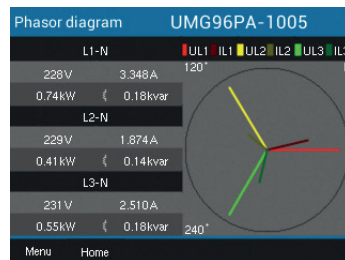 Phasor diagram UMG96PA-1005
L1-N UL1 IL1 UL2 IL2 UL3 IL3
228V 3.348A 120°
0.74kW 0.18kvar
L2-N
229V 1.874A
0.41kW 0.14kvar
L3-N
231V 2.510A
0.55kW 0.18kvar 240°
Menu Home